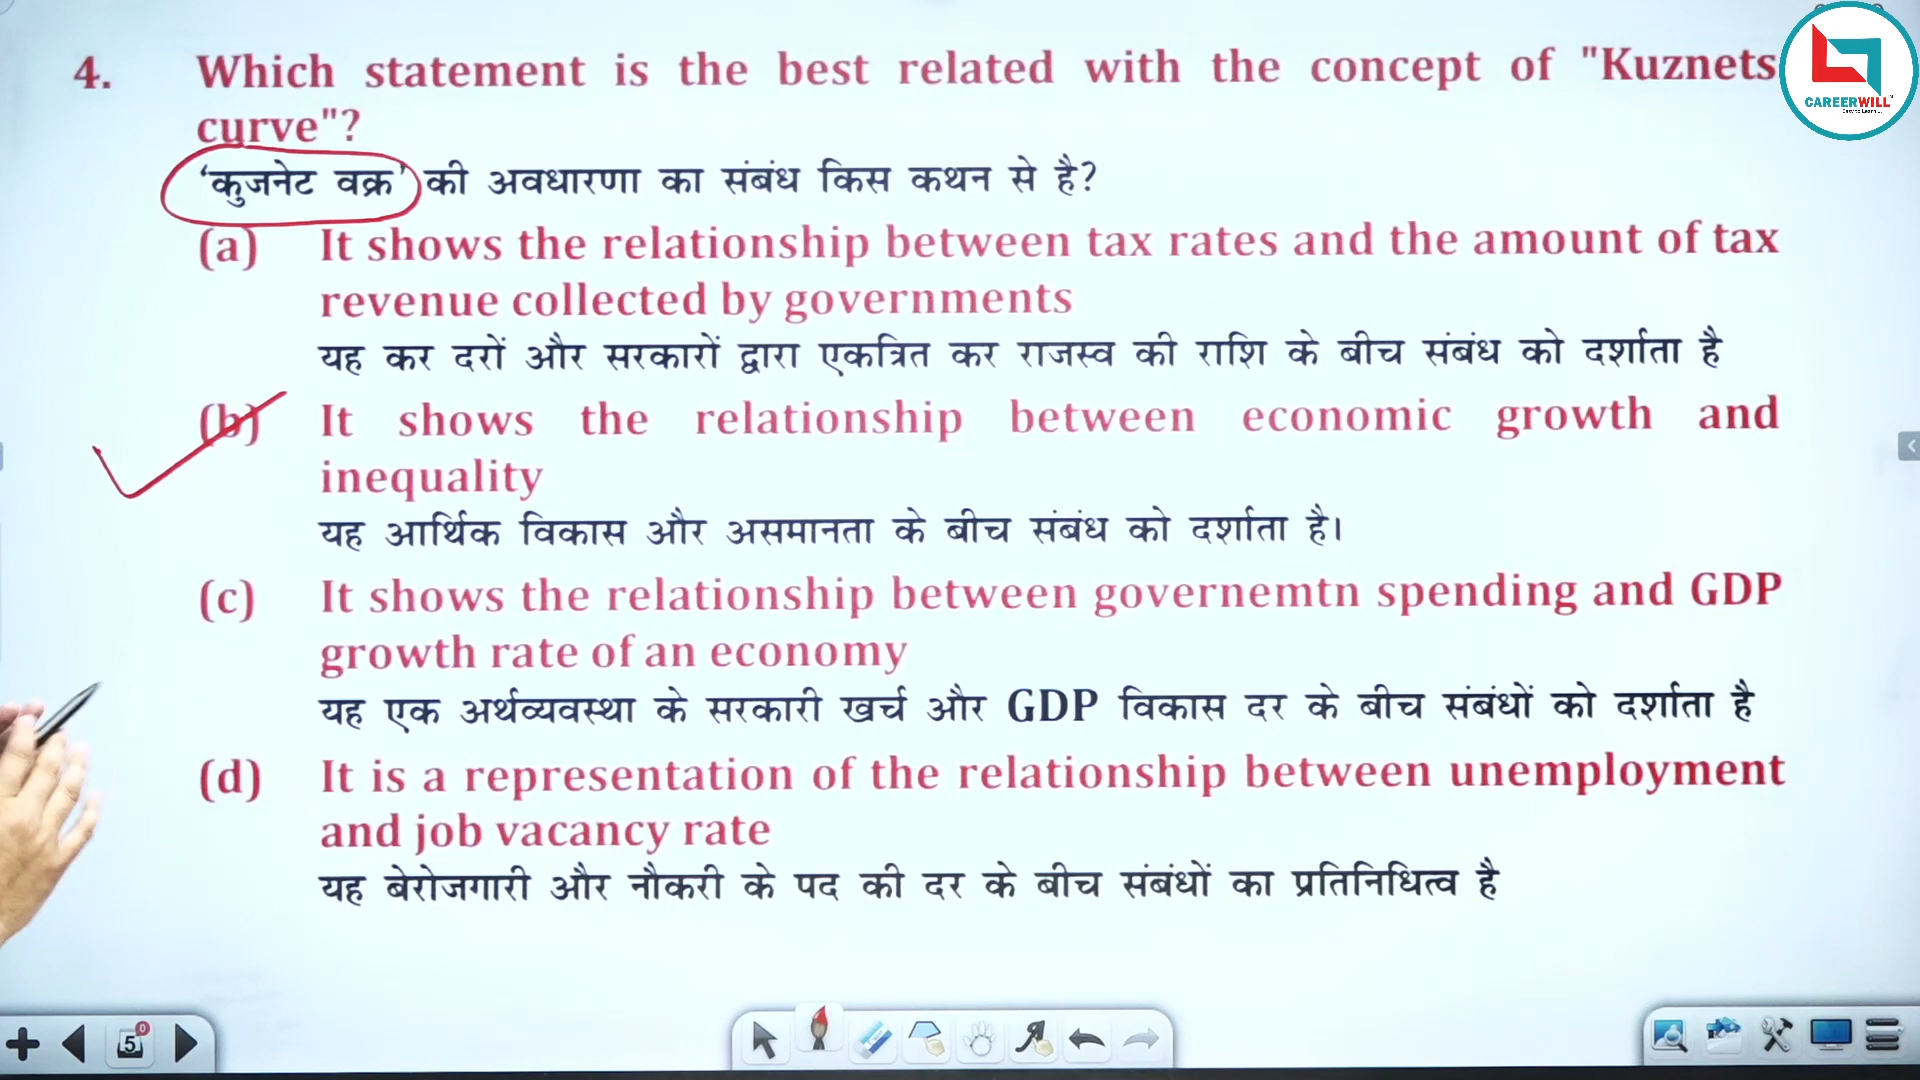 4. Which statement is the best related with the concept of "Kuznets
curve"?
‘कुजनेट वक्र’ की अवधारणा का संबंध किस कथन से है?
(a) It shows the relationship between tax rates and the amount of tax
revenue collected by governments
यह कर दरों और सरकारों द्वारा एकत्रित कर राजस्व की राशि के बीच संबंध को दर्शाता है
(b) It shows the relationship between economic growth and
inequality
यह आर्थिक विकास और असमानता के बीच संबंध को दर्शाता है।
(c) It shows the relationship between governemtn spending and GDP
growth rate of an economy
यह एक अर्थव्यवस्था के सरकारी खर्च और GDP विकास दर के बीच संबंधों को दर्शाता है
(d) It is a representation of the relationship between unemployment
and job vacancy rate
यह बेरोजगारी और नौकरी के पद की दर के बीच संबंधों का प्रतिनिधित्व है
CAREERWILL
5
0